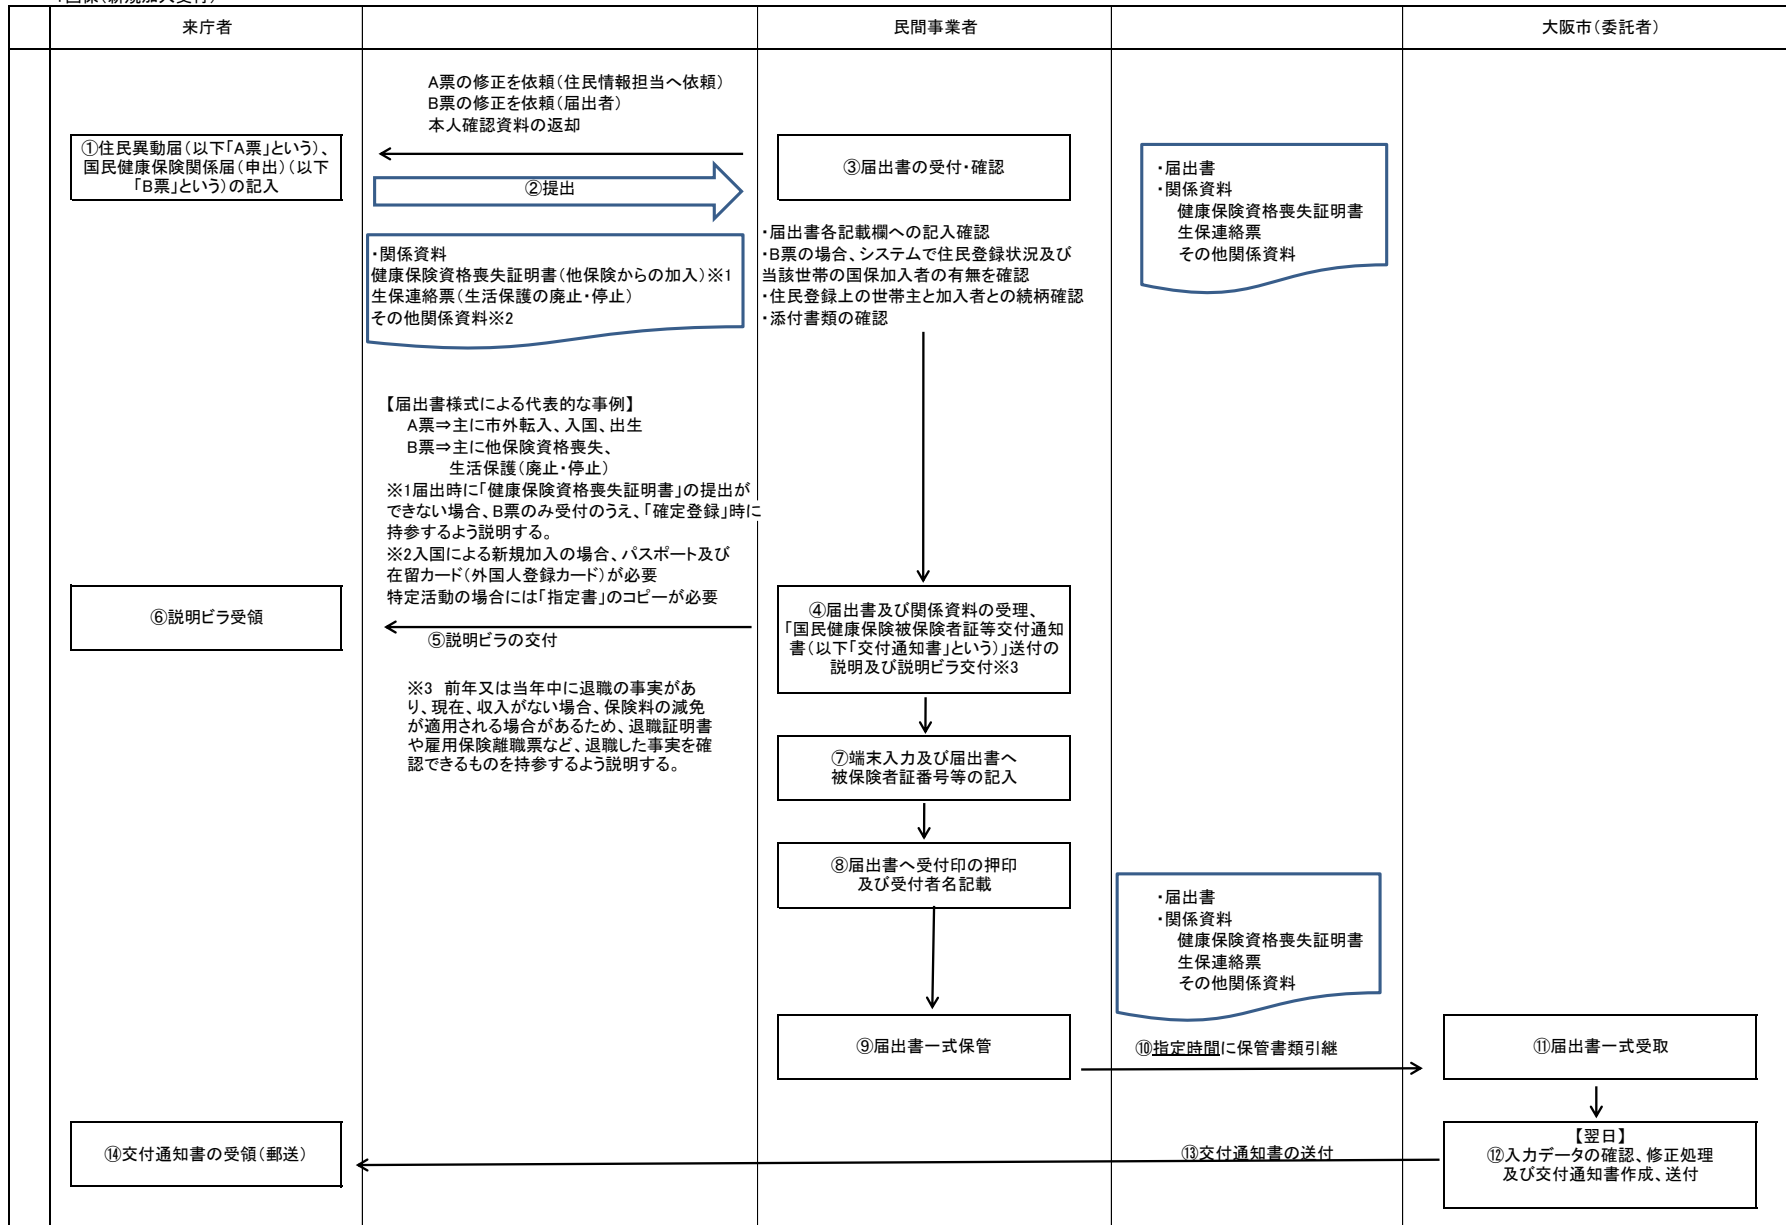 来庁者
民間事業者
大阪市(委託者)
A票の修正を依頼(住民情報担当へ依頼)
B票の修正を依頼(届出者)
本人確認資料の返却
①住民異動届(以下「A票」という)、
国民健康保険関係届(申出)(以下
「B票」という)の記入
②提出
③届出書の受付・確認
・届出書
・関係資料
健康保険資格喪失証明書
生保連絡票
その他関係資料
・関係資料
健康保険資格喪失証明書(他保険からの加入)※1
生保連絡票(生活保護の廃止・停止)
その他関係資料※2
・届出書各記載欄への記入確認
・B票の場合、システムで住民登録状況及び
当該世帯の国保加入者の有無を確認
・住民登録上の世帯主と加入者との続柄確認
・添付書類の確認
【届出書様式による代表的な事例】
A票⇒主に市外転入、入国、出生
B票⇒主に他保険資格喪失、
生活保護(廃止・停止)
※1届出時に「健康保険資格喪失証明書」の提出が
できない場合、B票のみ受付のうえ、「確定登録」時に
持参するよう説明する。
※2入国による新規加入の場合、パスポート及び
在留カード(外国人登録カード)が必要
特定活動の場合には「指定書」のコピーが必要
⑥説明ビラ受領
⑤説明ビラの交付
④届出書及び関係資料の受理、
「国民健康保険被保険者証等交付通知
書(以下「交付通知書」という)」送付の
説明及び説明ビラ交付※3
※3 前年又は当年中に退職の事実があ
り、現在、収入がない場合、保険料の減免
が適用される場合があるため、退職証明書
や雇用保険離職票など、退職した事実を確
認できるものを持参するよう説明する。
⑦端末入力及び届出書へ
被保険者証番号等の記入
⑧届出書へ受付印の押印
及び受付者名記載
・届出書
・関係資料
健康保険資格喪失証明書
生保連絡票
その他関係資料
⑨届出書一式保管
⑩指定時間に保管書類引継
⑪届出書一式受取
⑭交付通知書の受領(郵送)
⑬交付通知書の送付
【翌日】
⑫入力データの確認、修正処理
及び交付通知書作成、送付